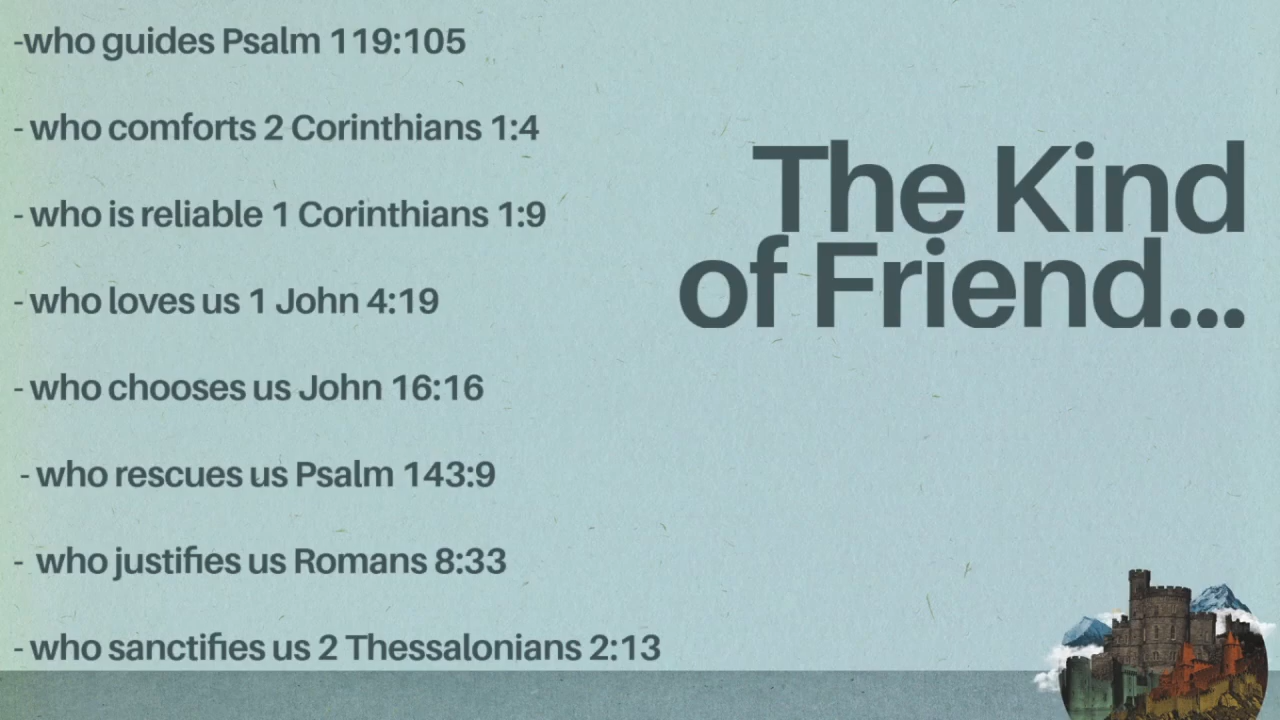 -who guides Psalm 119:105
- who comforts 2 Corinthians 1:4
- who is reliable 1 Corinthians 1:9
- who loves us 1 John 4:19
- who chooses us John 16:16
- who rescues us Psalm 143:9
- who justifies us Romans 8:33
- who sanctifies us 2 Thessalonians 2:13
The Kind
of Friend...